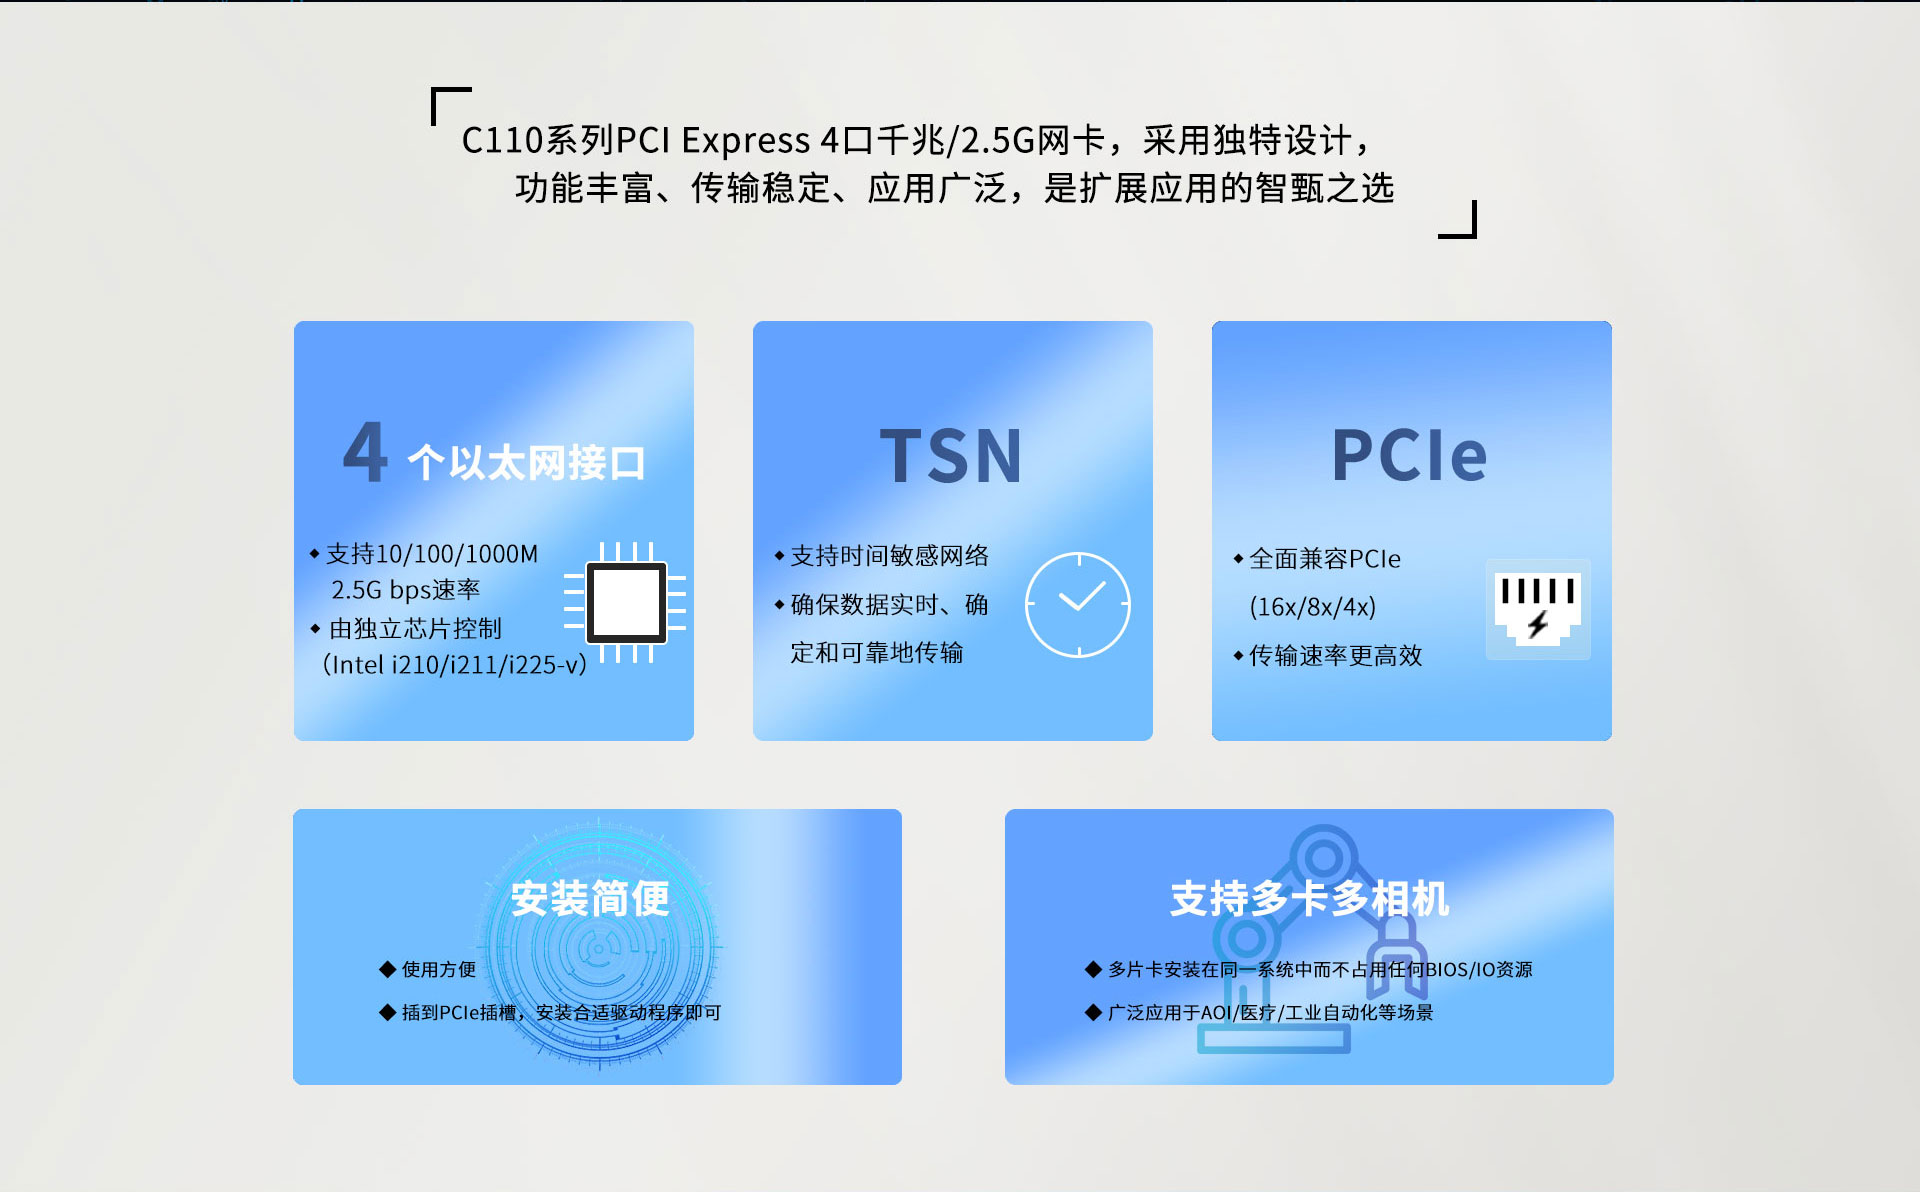 C110系列PCI Express 4口千兆/2.5G网卡，采用独特设计，
功能丰富、传输稳定、应用广泛，是扩展应用的智甄之选
4 个以太网接口
◆ 支持10/100/1000M
2.5G bps速率
◆ 由独立芯片控制
（Intel i210/i211/i225-v）
TSN
◆ 支持时间敏感网络
◆ 确保数据实时、确
定和可靠地传输
PCIe
◆ 全面兼容PCIe
(16x/8x/4x)
◆ 传输速率更高效
安装简便
◆ 使用方便
◆ 插到PCIe插槽，安装合适驱动程序即可
支持多卡多相机
◆ 多片卡安装在同一系统中而不占用任何BIOS/IO资源
◆ 广泛应用于AOI/医疗/工业自动化等场景